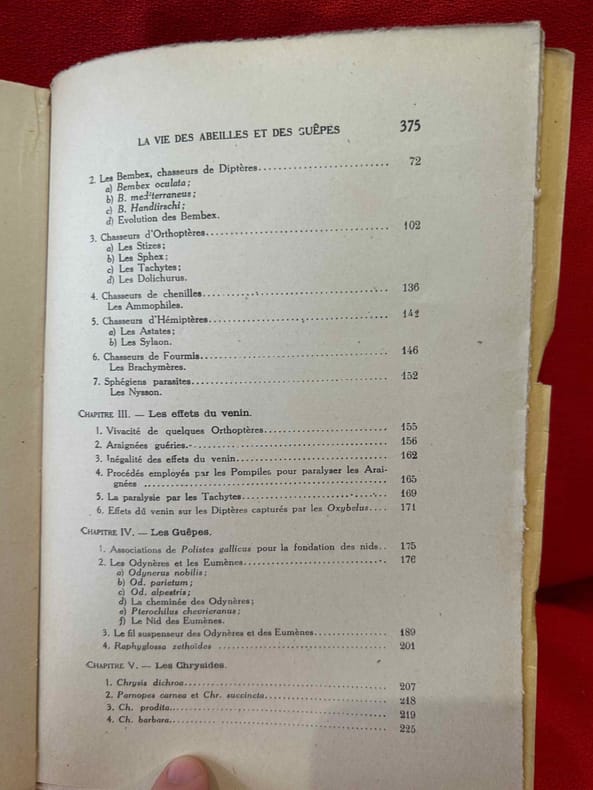 LA VIE DES ABEILLES ET DES GUÊPES 375
2. Les Bembex, chasseurs de Diptères 72
a) Bembex oculata;
b) B. mediterraneus;
c) B. Handlirschi;
d) Evolution des Bembex.
3. Chasseurs d'Orthoptères 102
a) Les Stizes;
b) Les Sphex;
c) Les Tachytes;
d) Les Dolichurus.
4. Chasseurs de chenilles 136
Les Ammophiles.
5. Chasseurs d'Hémiptères 142
a) Les Astates;
b) Les Sylaon.
6. Chasseurs de Fourmis 146
Les Brachymères.
7. Sphégiens parasites 152
Les Nysson.
CHAPITRE III. — Les effets du venin.
1. Vivacité de quelques Orthoptères 155
2. Araignées guéries 156
3. Inégalité des effets du venin 162
4. Procédés employés par les Pompiles pour paralyser les Arai-
gnées 165
5. La paralysie par les Tachytes 169
6. Effets du venin sur les Diptères capturés par les Oxybelus 171
CHAPITRE IV. — Les Guêpes.
1. Associations de Polistes gallicus pour la fondation des nids 175
2. Les Odynères et les Eumènes 176
a) Odynerus nobilis;
b) Od. parietum;
c) Od. alpestris;
d) La cheminée des Odynères;
e) Pterochilus chevrieranus;
f) Le Nid des Eumènes.
3. Le fil suspenseur des Odynères et des Eumènes 189
4. Raphyglossa zethoïdes 201
CHAPITRE V. — Les Chrysides.
1. Chrysis dichroa 207
2. Parnopes carnea et Chr. succincta 218
3. Ch. prodita 219
4. Ch. barbara 225